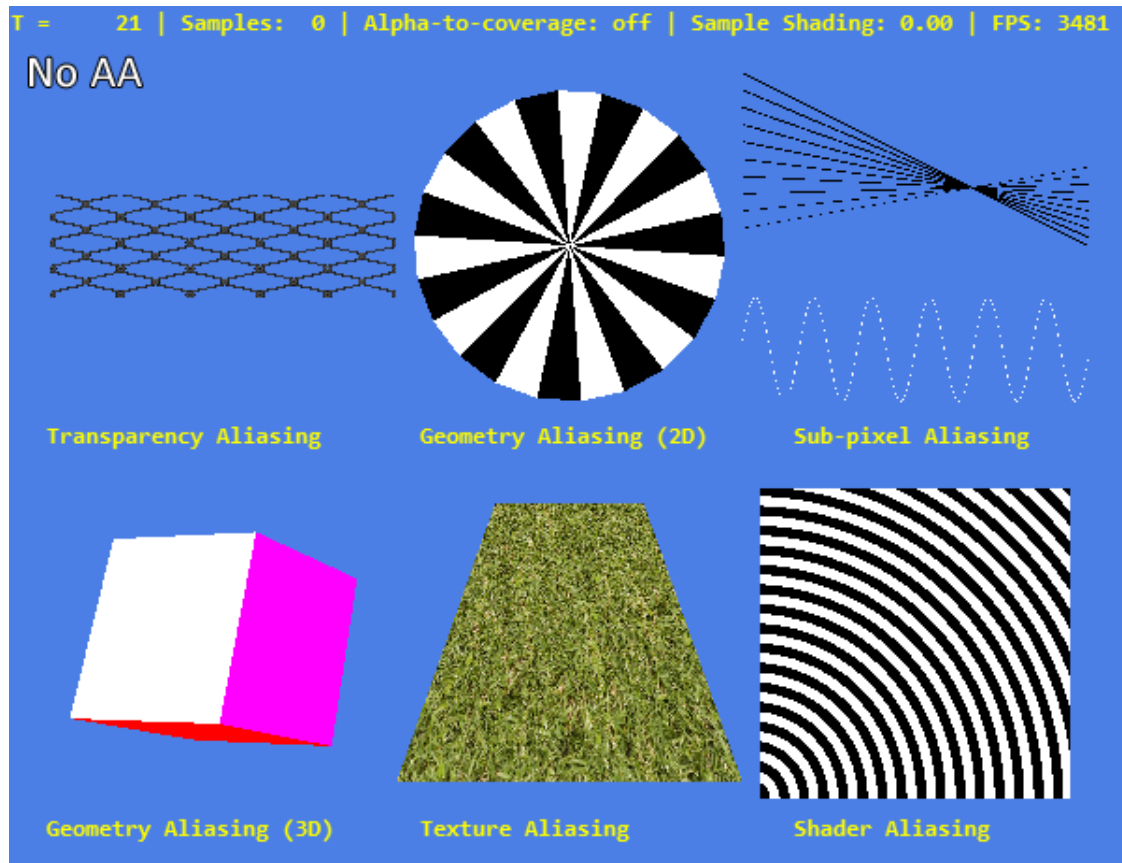 T =      21 | Samples:  0 | Alpha-to-coverage: off | Sample Shading: 0.00 | FPS: 3481
No AA
Transparency Aliasing
Geometry Aliasing (2D)
Sub-pixel Aliasing
Geometry Aliasing (3D)
Texture Aliasing
Shader Aliasing